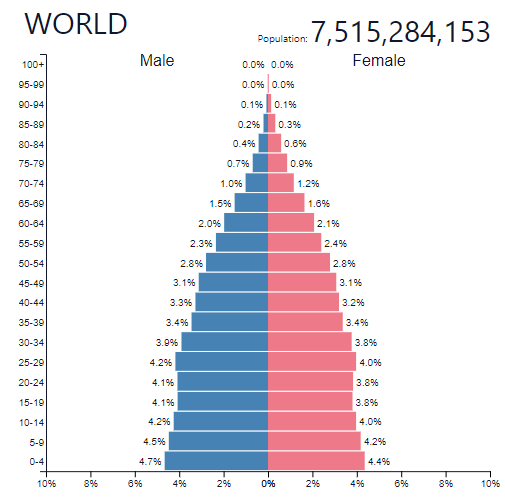 WORLD
Population: 7,515,284,153
Male Female
100+ 0.0% 0.0%
95-99 0.0% 0.0%
90-94 0.1% 0.1%
85-89 0.2% 0.3%
80-84 0.4% 0.6%
75-79 0.7% 0.9%
70-74 1.0% 1.2%
65-69 1.5% 1.6%
60-64 2.0% 2.1%
55-59 2.3% 2.4%
50-54 2.8% 2.8%
45-49 3.1% 3.1%
40-44 3.3% 3.2%
35-39 3.4% 3.4%
30-34 3.9% 3.8%
25-29 4.2% 4.0%
20-24 4.1% 3.8%
15-19 4.1% 3.8%
10-14 4.2% 4.0%
5-9 4.5% 4.2%
0-4 4.7% 4.4%
10% 8% 6% 4% 2% 0% 2% 4% 6% 8% 10%